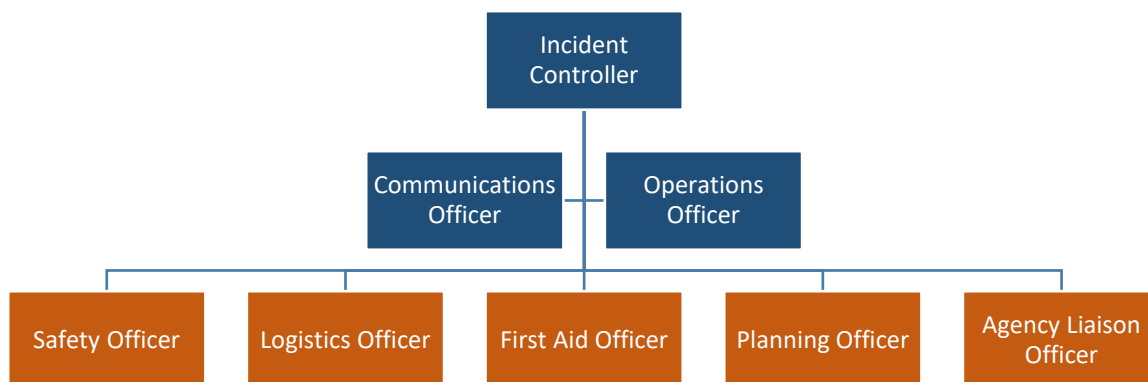 Incident
Controller
Communications
Officer
Operations
Officer
Safety Officer
Logistics Officer
First Aid Officer
Planning Officer
Agency Liaison
Officer